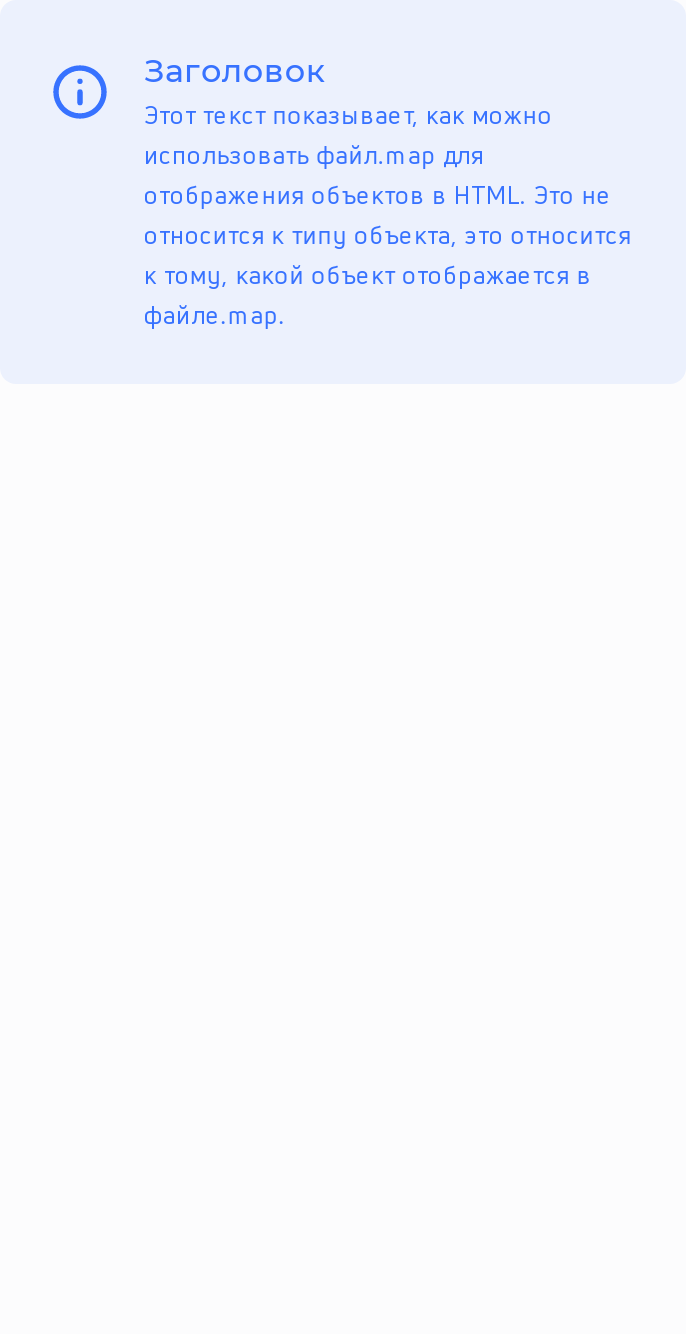 Заголовок
Этот текст показывает, как можно
использовать файл.map для
отображения объектов в HTML. Это не
относится к типу объекта, это относится
к тому, какой объект отображается в
файле.map.